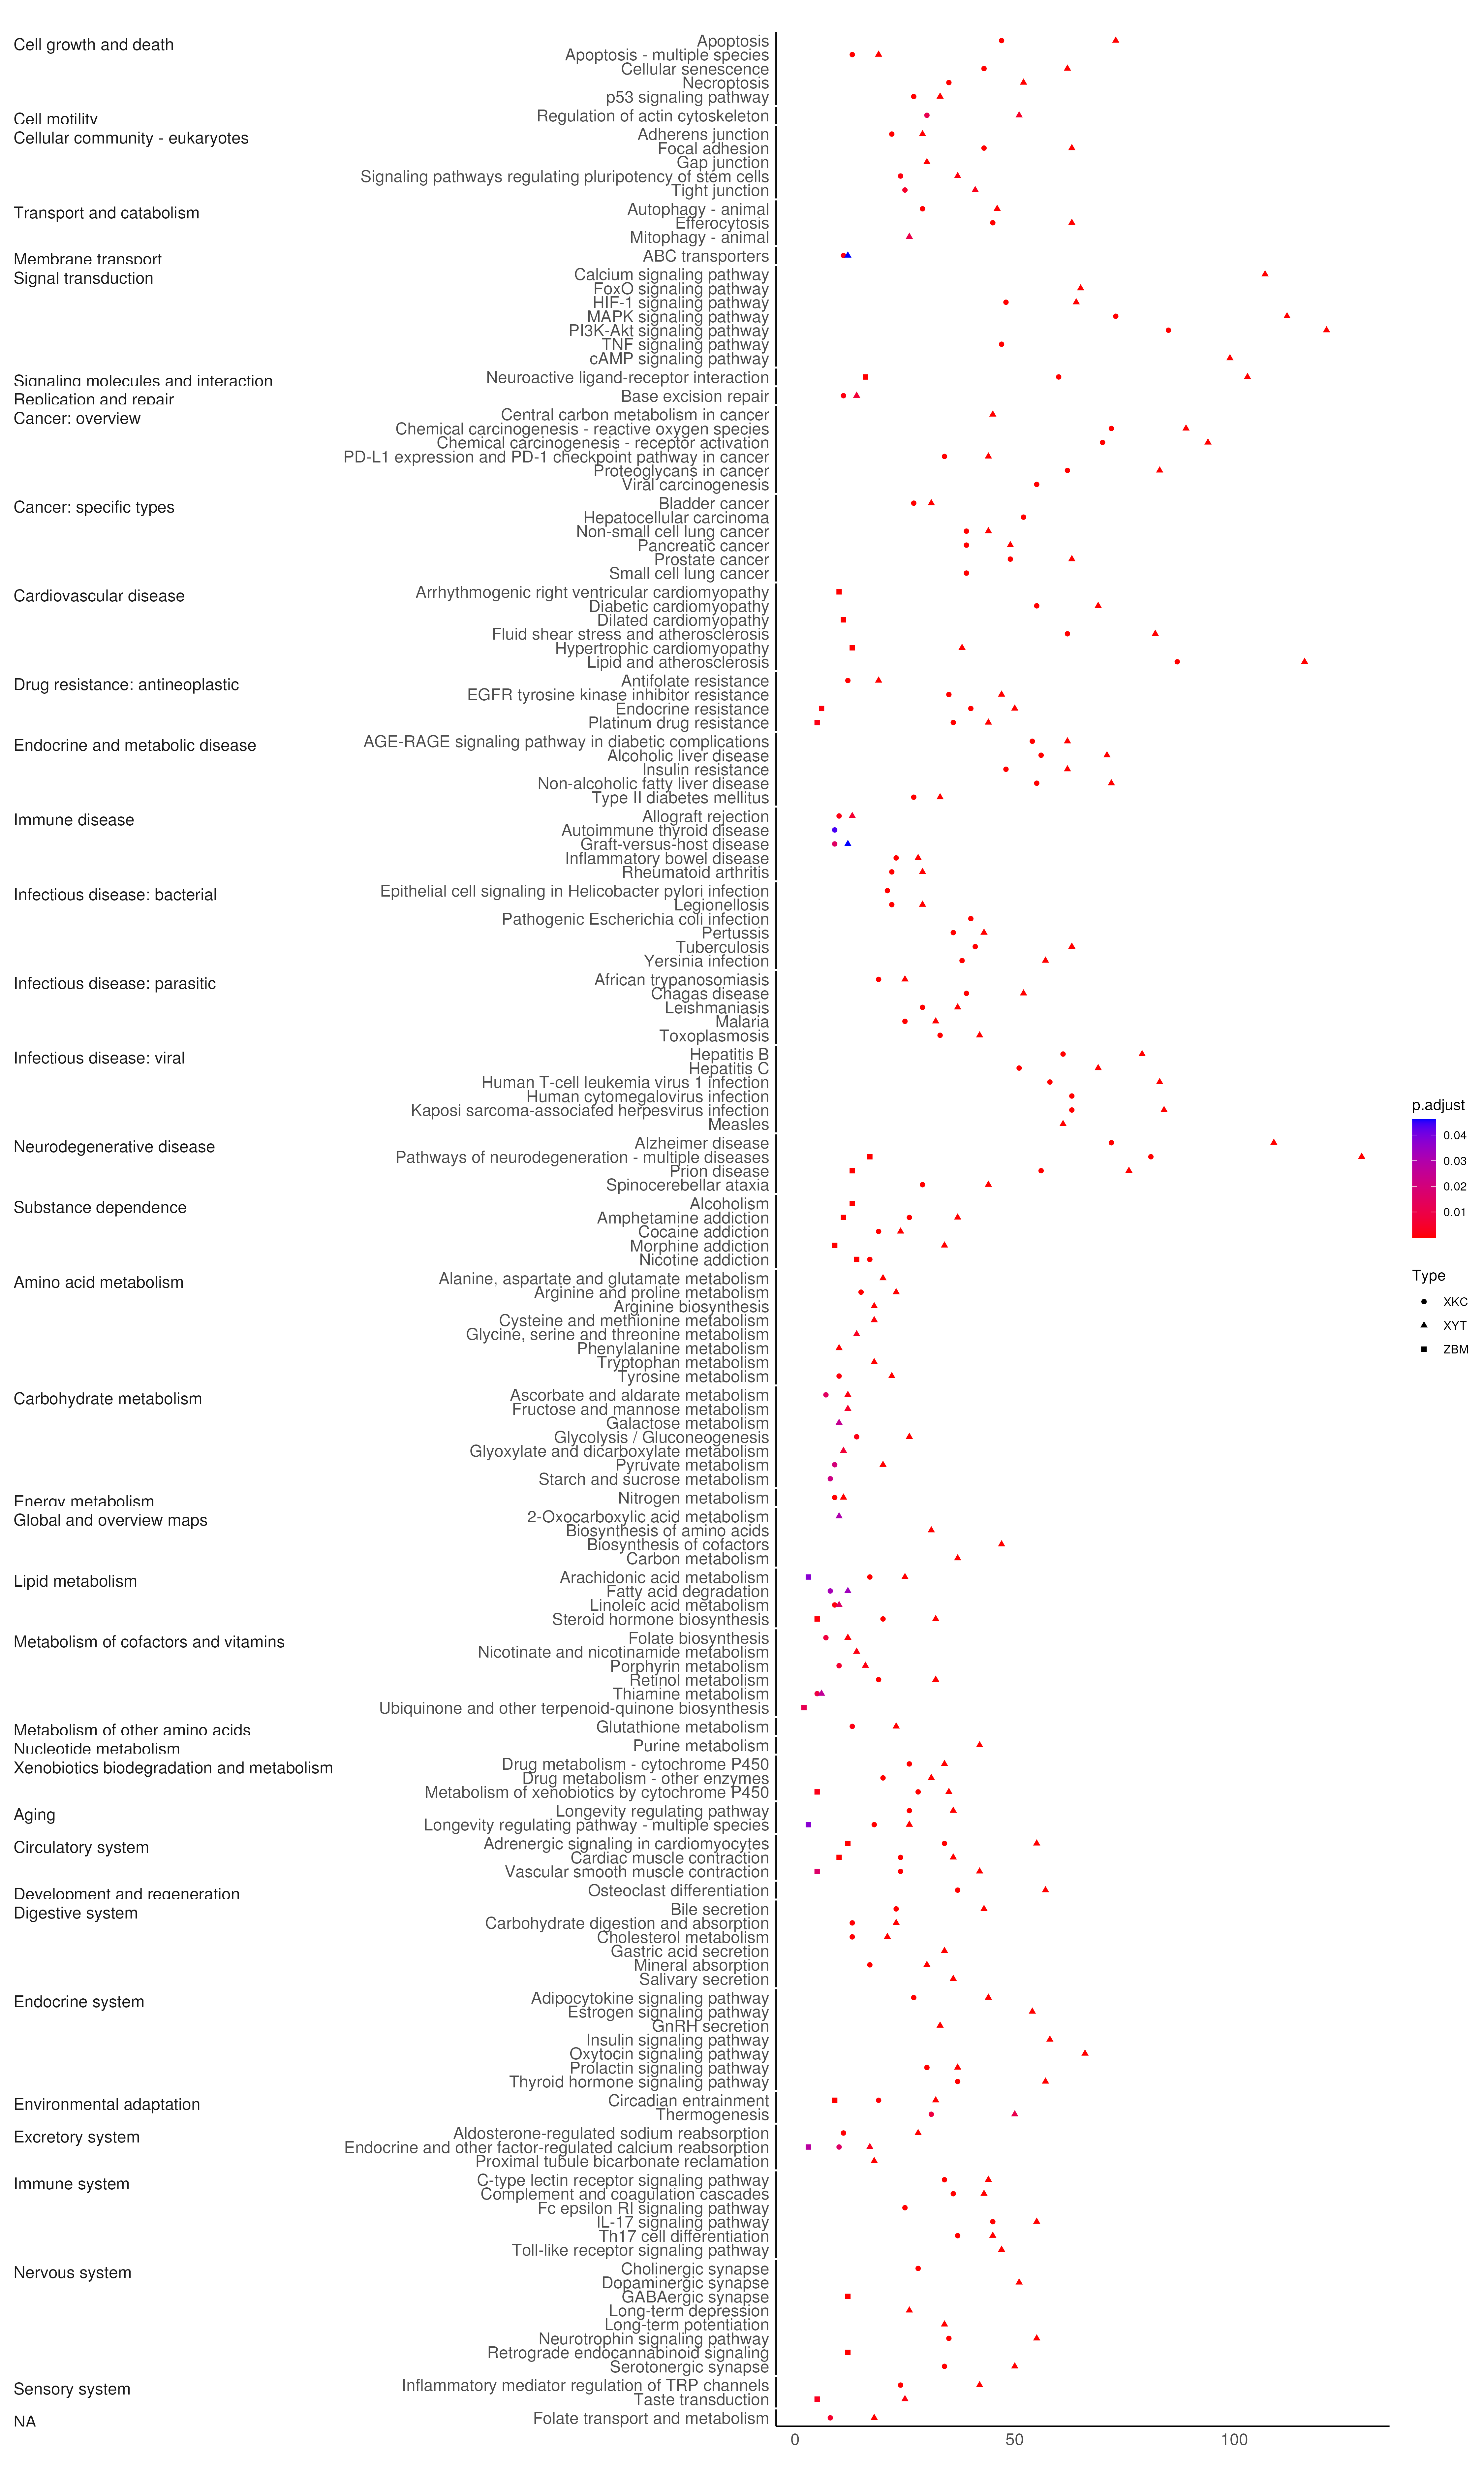 Cell growth and death
Apoptosis
Apoptosis - multiple species
Cellular senescence
Necroptosis
p53 signaling pathway
Cell motility
Regulation of actin cytoskeleton
Cellular community - eukaryotes
Adherens junction
Focal adhesion
Gap junction
Signaling pathways regulating pluripotency of stem cells
Tight junction
Transport and catabolism
Autophagy - animal
Efferocytosis
Mitophagy - animal
Membrane transport
ABC transporters
Signal transduction
Calcium signaling pathway
FoxO signaling pathway
HIF-1 signaling pathway
MAPK signaling pathway
PI3K-Akt signaling pathway
TNF signaling pathway
cAMP signaling pathway
Signaling molecules and interaction
Neuroactive ligand-receptor interaction
Replication and repair
Base excision repair
Cancer: overview
Central carbon metabolism in cancer
Chemical carcinogenesis - reactive oxygen species
Chemical carcinogenesis - receptor activation
PD-L1 expression and PD-1 checkpoint pathway in cancer
Proteoglycans in cancer
Viral carcinogenesis
Cancer: specific types
Bladder cancer
Hepatocellular carcinoma
Non-small cell lung cancer
Pancreatic cancer
Prostate cancer
Small cell lung cancer
Cardiovascular disease
Arrhythmogenic right ventricular cardiomyopathy
Diabetic cardiomyopathy
Dilated cardiomyopathy
Fluid shear stress and atherosclerosis
Hypertrophic cardiomyopathy
Lipid and atherosclerosis
Drug resistance: antineoplastic
Antifolate resistance
EGFR tyrosine kinase inhibitor resistance
Endocrine resistance
Platinum drug resistance
Endocrine and metabolic disease
AGE-RAGE signaling pathway in diabetic complications
Alcoholic liver disease
Insulin resistance
Non-alcoholic fatty liver disease
Type II diabetes mellitus
Immune disease
Allograft rejection
Autoimmune thyroid disease
Graft-versus-host disease
Inflammatory bowel disease
Rheumatoid arthritis
Infectious disease: bacterial
Epithelial cell signaling in Helicobacter pylori infection
Legionellosis
Pathogenic Escherichia coli infection
Pertussis
Tuberculosis
Yersinia infection
Infectious disease: parasitic
African trypanosomiasis
Chagas disease
Leishmaniasis
Malaria
Toxoplasmosis
Infectious disease: viral
Hepatitis B
Hepatitis C
Human T-cell leukemia virus 1 infection
Human cytomegalovirus infection
Kaposi sarcoma-associated herpesvirus infection
Measles
Neurodegenerative disease
Alzheimer disease
Pathways of neurodegeneration - multiple diseases
Prion disease
Spinocerebellar ataxia
Substance dependence
Alcoholism
Amphetamine addiction
Cocaine addiction
Morphine addiction
Nicotine addiction
Amino acid metabolism
Alanine, aspartate and glutamate metabolism
Arginine and proline metabolism
Arginine biosynthesis
Cysteine and methionine metabolism
Glycine, serine and threonine metabolism
Phenylalanine metabolism
Tryptophan metabolism
Tyrosine metabolism
Carbohydrate metabolism
Ascorbate and aldarate metabolism
Fructose and mannose metabolism
Galactose metabolism
Glycolysis / Gluconeogenesis
Glyoxylate and dicarboxylate metabolism
Pyruvate metabolism
Starch and sucrose metabolism
Energy metabolism
Nitrogen metabolism
Global and overview maps
2-Oxocarboxylic acid metabolism
Biosynthesis of amino acids
Biosynthesis of cofactors
Carbon metabolism
Lipid metabolism
Arachidonic acid metabolism
Fatty acid degradation
Linoleic acid metabolism
Steroid hormone biosynthesis
Metabolism of cofactors and vitamins
Folate biosynthesis
Nicotinate and nicotinamide metabolism
Porphyrin metabolism
Retinol metabolism
Thiamine metabolism
Ubiquinone and other terpenoid-quinone biosynthesis
Metabolism of other amino acids
Glutathione metabolism
Nucleotide metabolism
Purine metabolism
Xenobiotics biodegradation and metabolism
Drug metabolism - cytochrome P450
Drug metabolism - other enzymes
Metabolism of xenobiotics by cytochrome P450
Aging
Longevity regulating pathway
Longevity regulating pathway - multiple species
Circulatory system
Adrenergic signaling in cardiomyocytes
Cardiac muscle contraction
Vascular smooth muscle contraction
Development and regeneration
Osteoclast differentiation
Digestive system
Bile secretion
Carbohydrate digestion and absorption
Cholesterol metabolism
Gastric acid secretion
Mineral absorption
Salivary secretion
Endocrine system
Adipocytokine signaling pathway
Estrogen signaling pathway
GnRH secretion
Insulin signaling pathway
Oxytocin signaling pathway
Prolactin signaling pathway
Thyroid hormone signaling pathway
Environmental adaptation
Circadian entrainment
Thermogenesis
Excretory system
Aldosterone-regulated sodium reabsorption
Endocrine and other factor-regulated calcium reabsorption
Proximal tubule bicarbonate reclamation
Immune system
C-type lectin receptor signaling pathway
Complement and coagulation cascades
Fc epsilon RI signaling pathway
IL-17 signaling pathway
Th17 cell differentiation
Toll-like receptor signaling pathway
Nervous system
Cholinergic synapse
Dopaminergic synapse
GABAergic synapse
Long-term depression
Long-term potentiation
Neurotrophin signaling pathway
Retrograde endocannabinoid signaling
Serotonergic synapse
Sensory system
Inflammatory mediator regulation of TRP channels
Taste transduction
NA
Folate transport and metabolism
0 50 100
p.adjust
0.04
0.03
0.02
0.01
Type
XKC
XYT
ZBM